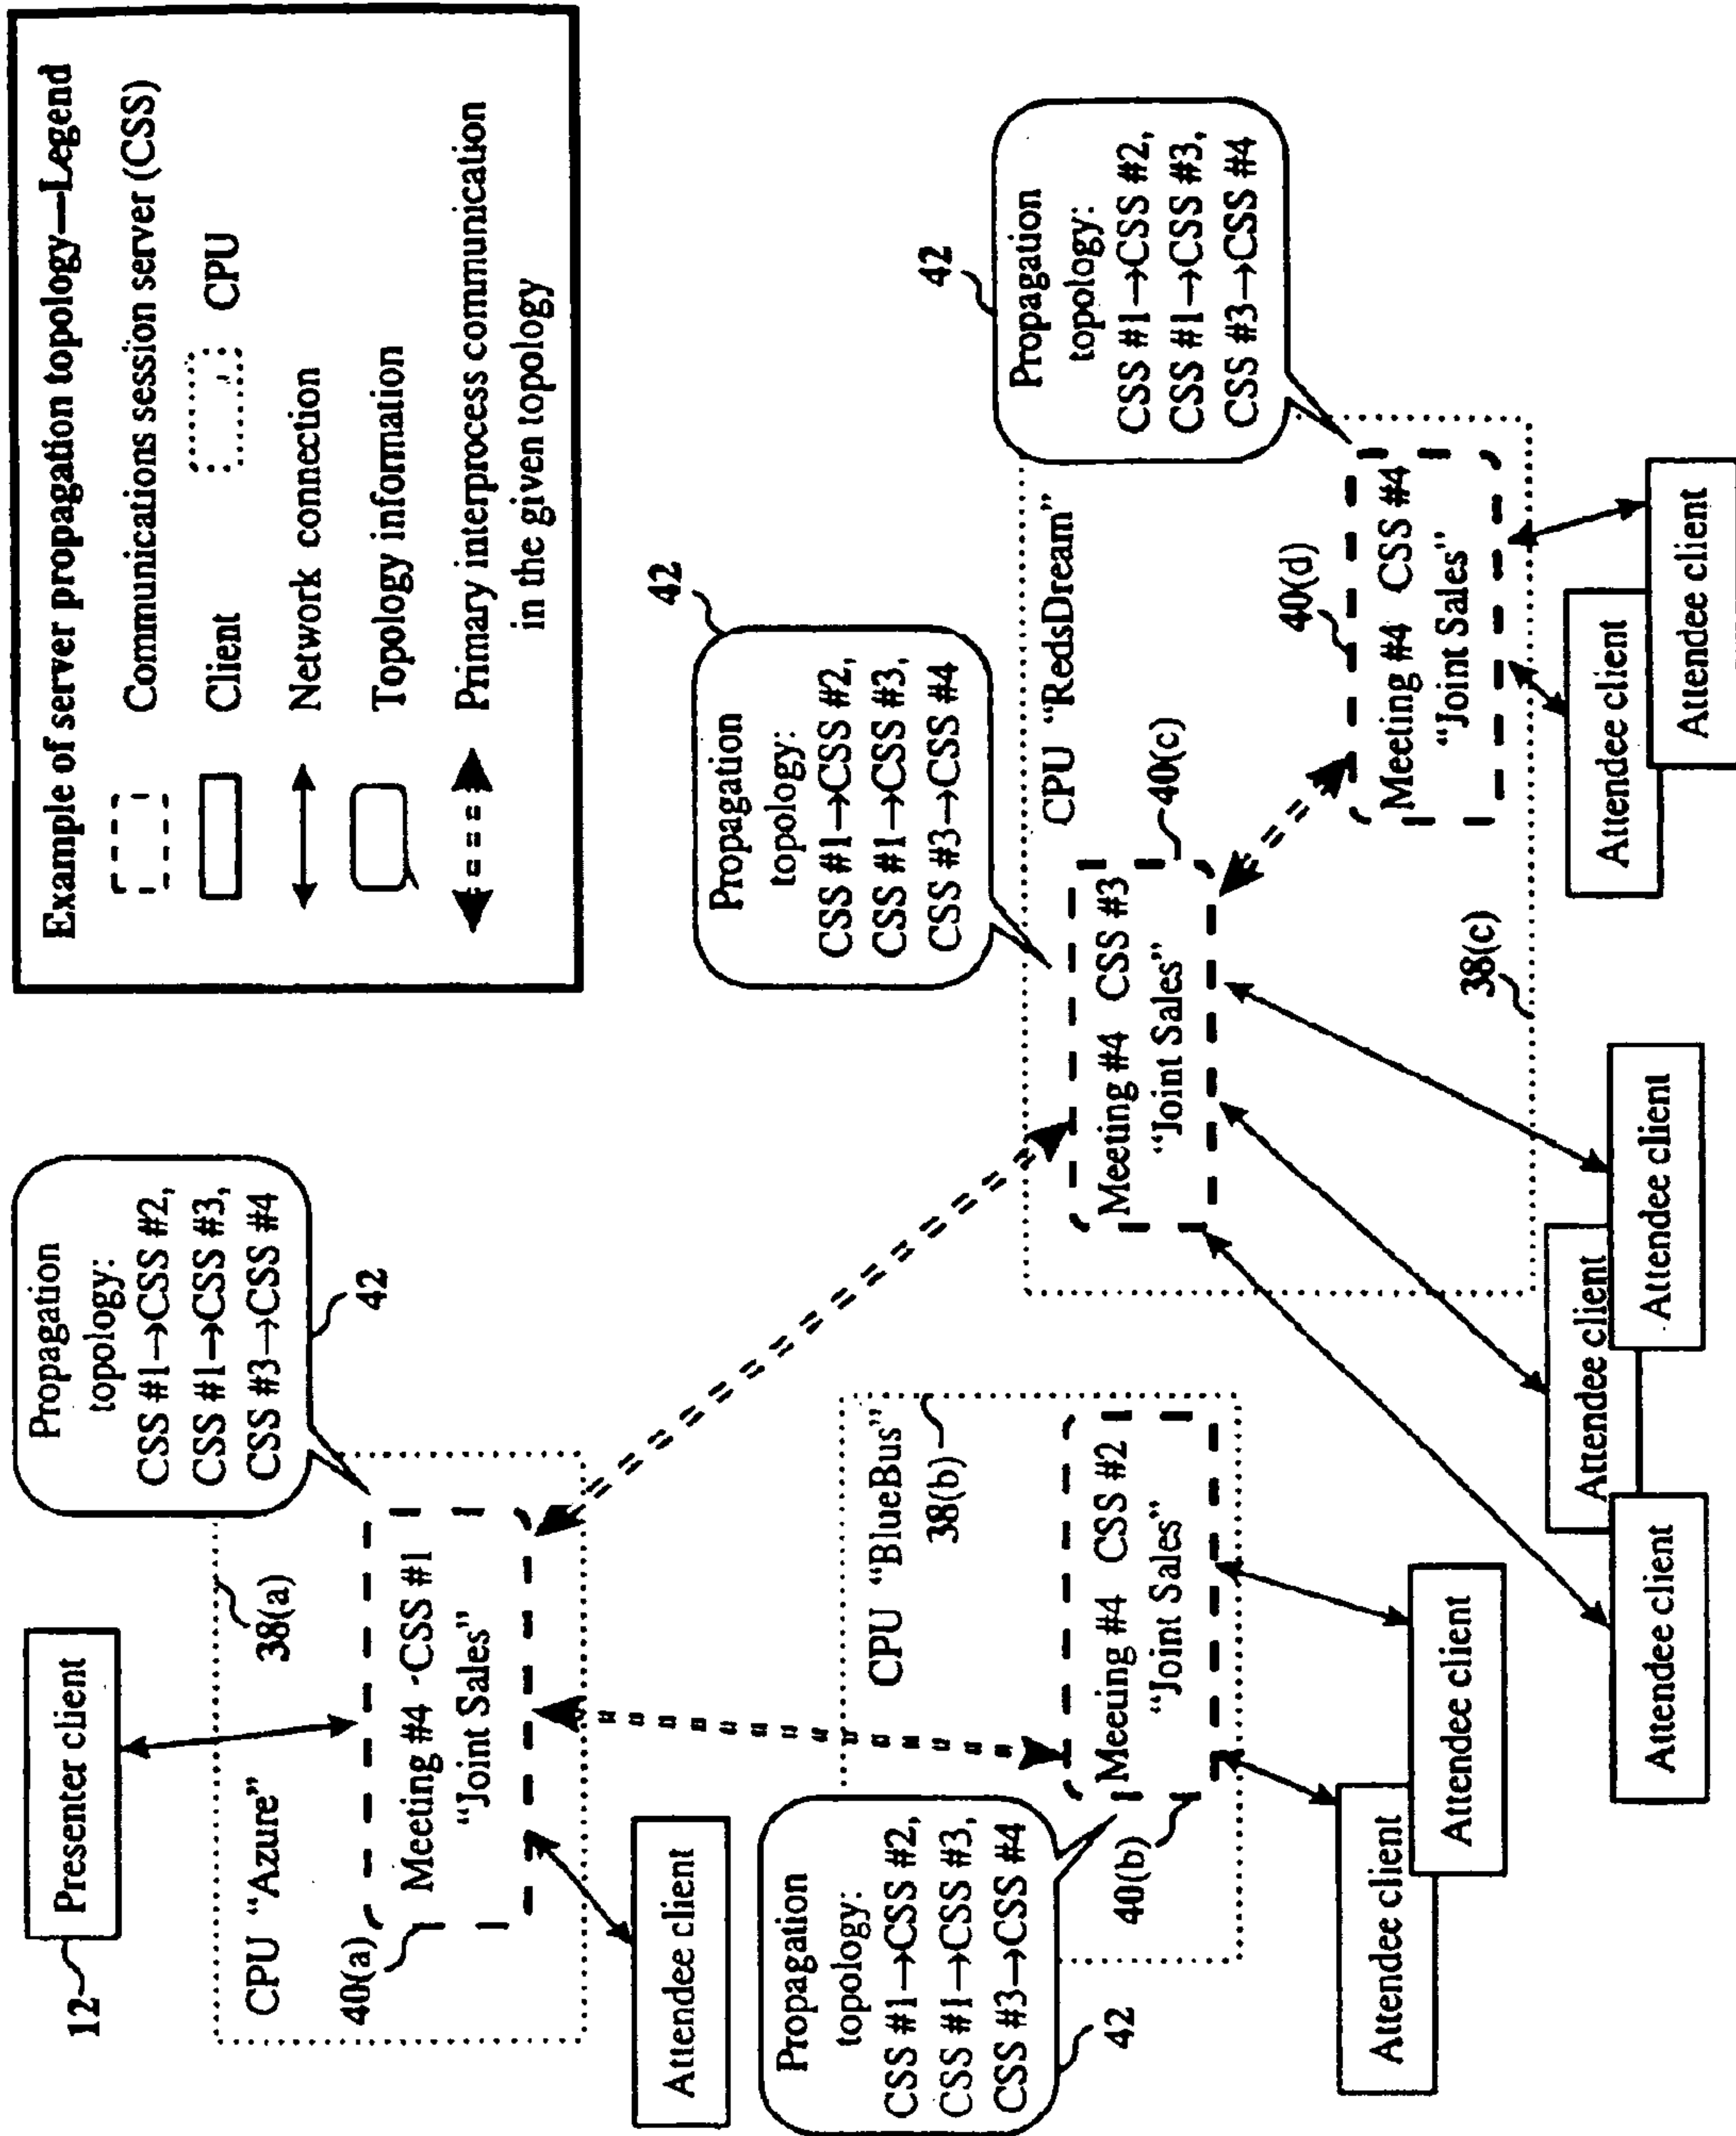 Example of server propagation topology—Legend
Communications session server (CSS)
Client
CPU
Network connection
Topology information
Primary interprocess communication
in the given topology
12
Presenter client
38(a)
CPU “Azure”
40(a)
Meeting #4 -CSS #1
“Joint Sales”
Propagation
topology:
CSS #1→CSS #2,
CSS #1→CSS #3,
CSS #3→CSS #4
42
Attendee client
Propagation
topology:
CSS #1→CSS #2,
CSS #1→CSS #3,
CSS #3→CSS #4
42
CPU “BlueBus”
38(b)
40(b)
Meeting #4 CSS #2
“Joint Sales”
Attendee client
Attendee client
42
Propagation
topology:
CSS #1→CSS #2,
CSS #1→CSS #3,
CSS #3→CSS #4
CPU “RedsDream”
40(c)
Meeting #4 CSS #3
“Joint Sales”
38(c)
Attendee client
Attendee client
Attendee client
42
Propagation
topology:
CSS #1→CSS #2,
CSS #1→CSS #3,
CSS #3→CSS #4
40(d)
Meeting #4 CSS #4
“Joint Sales”
Attendee client
Attendee client